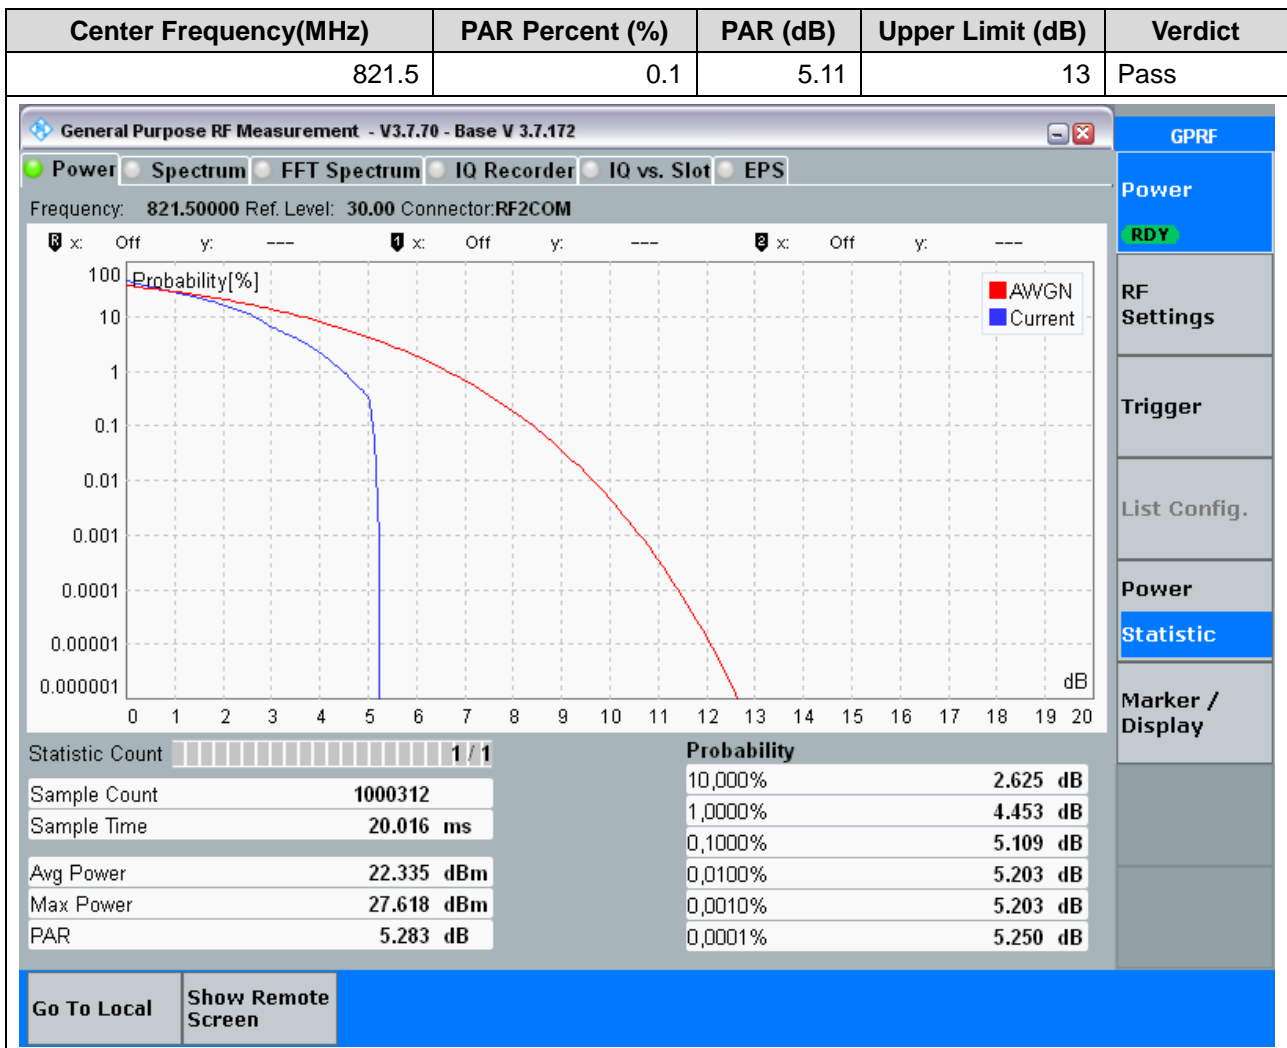 Center Frequency(MHz) PAR Percent (%) PAR (dB) Upper Limit (dB) Verdict
821.5 0.1 5.11 13 Pass
General Purpose RF Measurement - V3.7.70 - Base V 3.7.172
GPRF
Power Spectrum FFT Spectrum IQ Recorder IQ vs. Slot EPS
Frequency: 821.50000 Ref. Level: 30.00 Connector:RF2COM
R x: Off y: --- 1 x: Off y: --- 2 x: Off y: ---
Probability[%]
100
10
1
0.1
0.01
0.001
0.0001
0.00001
0.000001
AWGN
Current
dB
0 1 2 3 4 5 6 7 8 9 10 11 12 13 14 15 16 17 18 19 20
Statistic Count 1 / 1
Sample Count 1000312
Sample Time 20.016 ms
Avg Power 22.335 dBm
Max Power 27.618 dBm
PAR 5.283 dB
Probability
10,000% 2.625 dB
1,0000% 4.453 dB
0,1000% 5.109 dB
0,0100% 5.203 dB
0,0010% 5.203 dB
0,0001% 5.250 dB
Power
RDY
RF
Settings
Trigger
List Config.
Power
Statistic
Marker /
Display
Go To Local
Show Remote
Screen